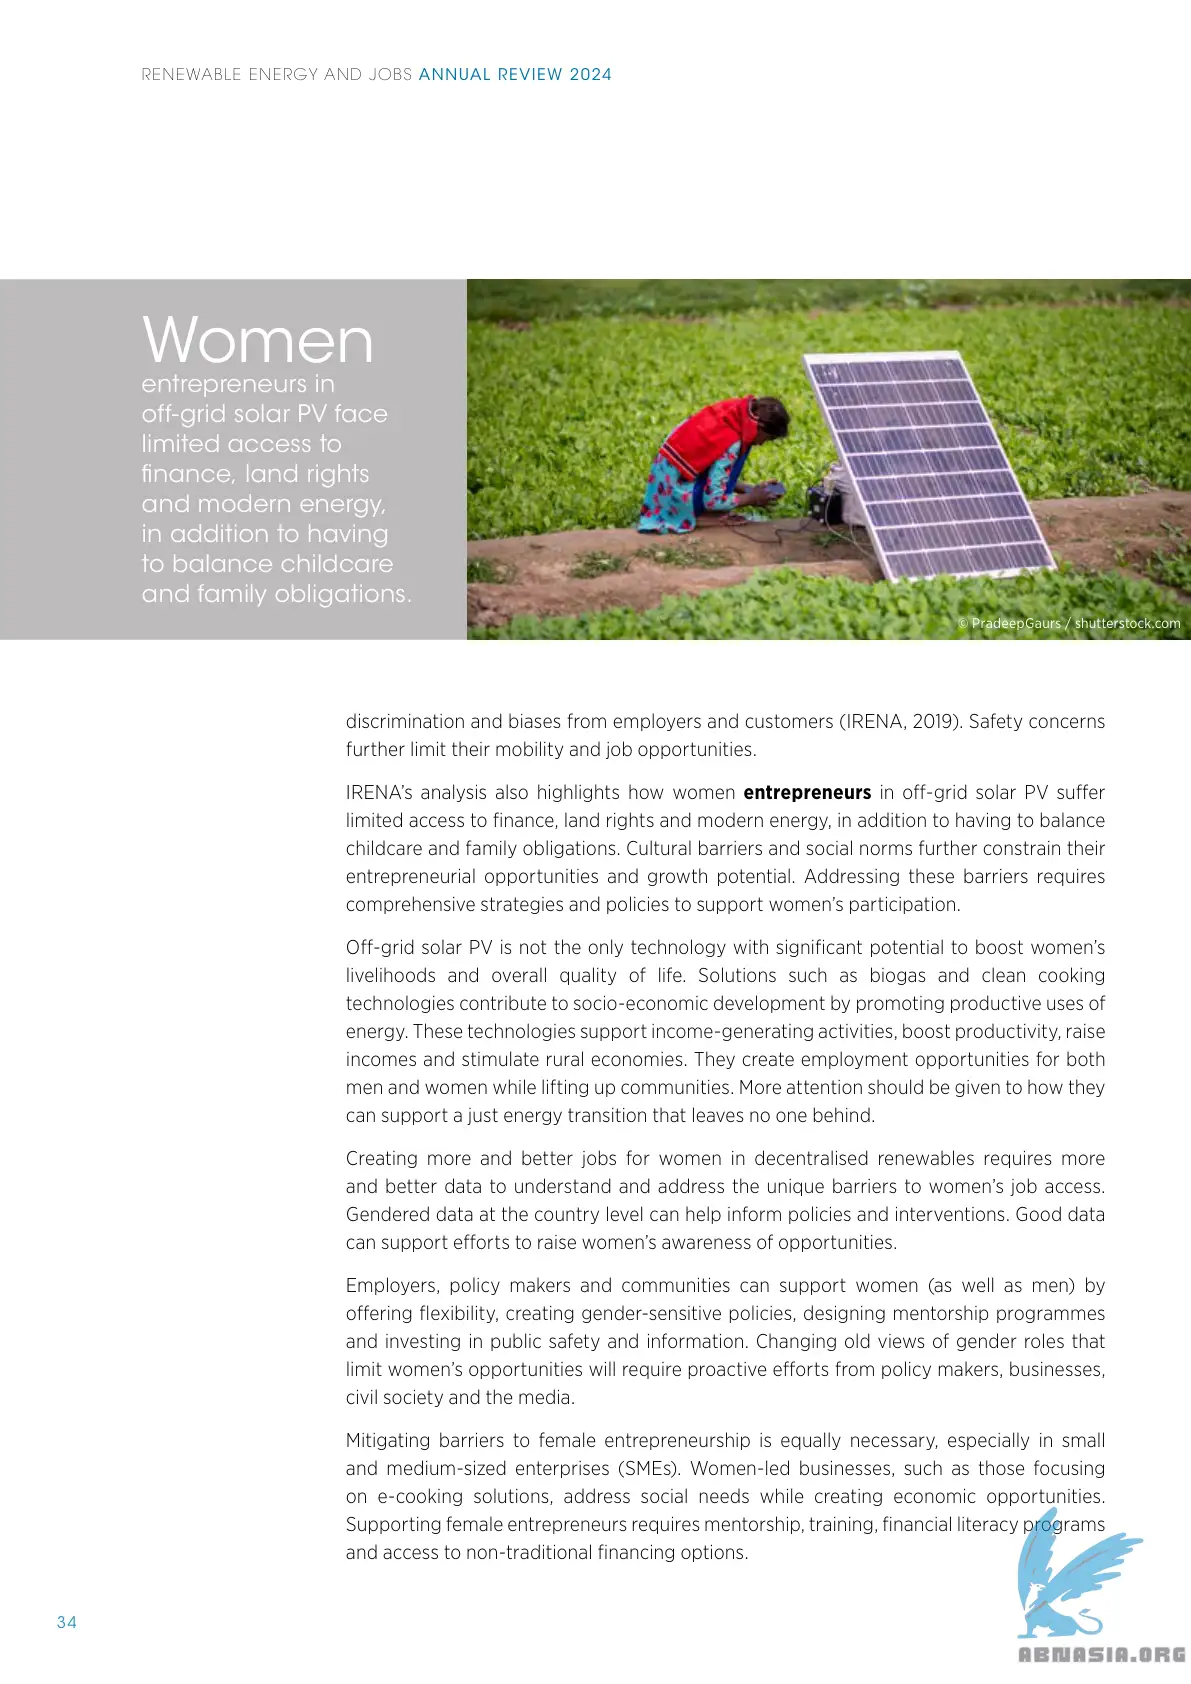 RENEWABLE ENERGY AND JOBS ANNUAL REVIEW 2024
Women
entrepreneurs in
off-grid solar PV face
limited access to
finance, land rights
and modern energy,
in addition to having
to balance childcare
and family obligations.
© PradeepGaurs / shutterstock.com
discrimination and biases from employers and customers (IRENA, 2019). Safety concerns
further limit their mobility and job opportunities.
IRENA’s analysis also highlights how women entrepreneurs in off-grid solar PV suffer
limited access to finance, land rights and modern energy, in addition to having to balance
childcare and family obligations. Cultural barriers and social norms further constrain their
entrepreneurial opportunities and growth potential. Addressing these barriers requires
comprehensive strategies and policies to support women’s participation.
Off-grid solar PV is not the only technology with significant potential to boost women’s
livelihoods and overall quality of life. Solutions such as biogas and clean cooking
technologies contribute to socio-economic development by promoting productive uses of
energy. These technologies support income-generating activities, boost productivity, raise
incomes and stimulate rural economies. They create employment opportunities for both
men and women while lifting up communities. More attention should be given to how they
can support a just energy transition that leaves no one behind.
Creating more and better jobs for women in decentralised renewables requires more
and better data to understand and address the unique barriers to women’s job access.
Gendered data at the country level can help inform policies and interventions. Good data
can support efforts to raise women’s awareness of opportunities.
Employers, policy makers and communities can support women (as well as men) by
offering flexibility, creating gender-sensitive policies, designing mentorship programmes
and investing in public safety and information. Changing old views of gender roles that
limit women’s opportunities will require proactive efforts from policy makers, businesses,
civil society and the media.
Mitigating barriers to female entrepreneurship is equally necessary, especially in small
and medium-sized enterprises (SMEs). Women-led businesses, such as those focusing
on e-cooking solutions, address social needs while creating economic opportunities.
Supporting female entrepreneurs requires mentorship, training, financial literacy programs
and access to non-traditional financing options.
34
ABNASIA.ORG